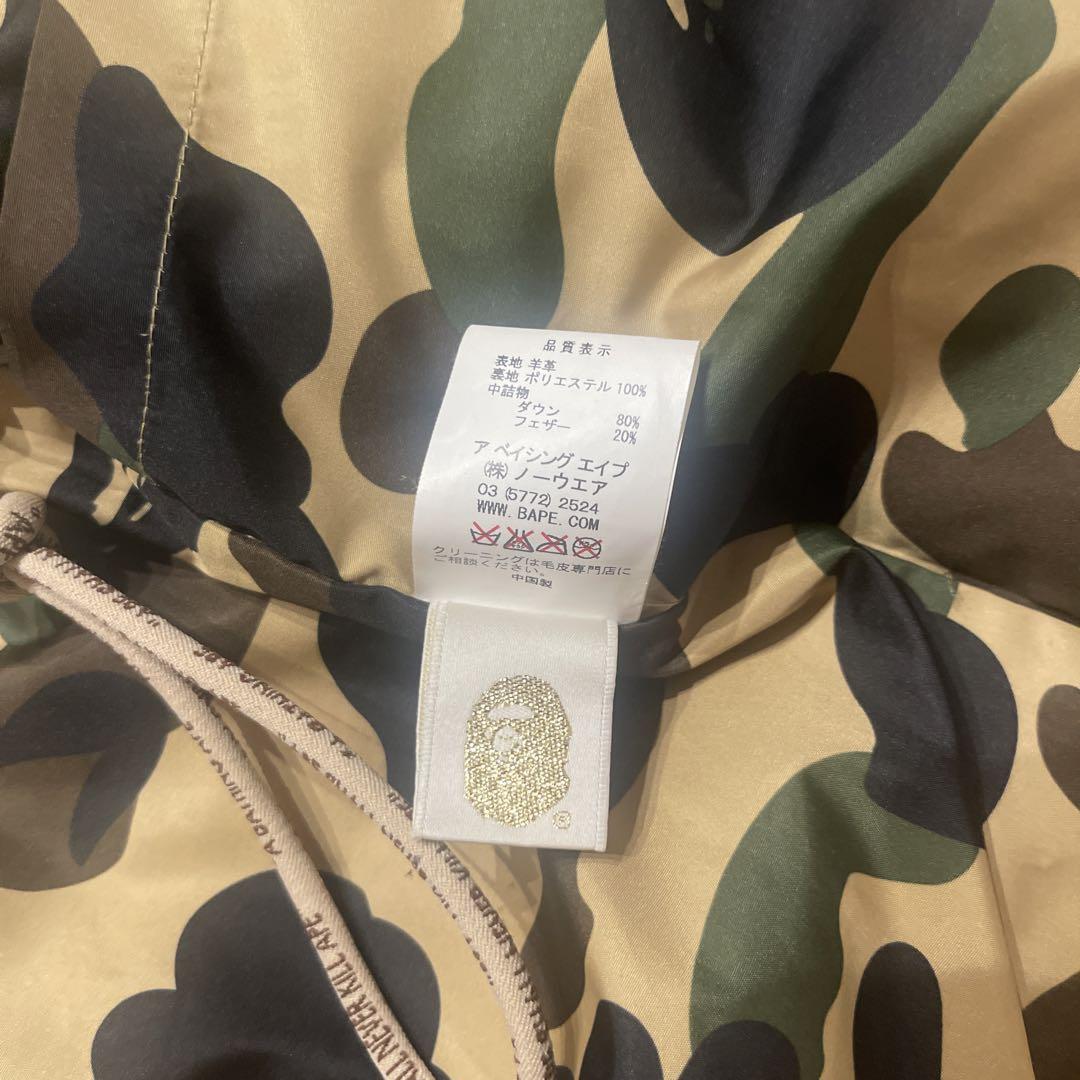 品質表示
表地 羊革
裏地 ポリエステル 100%
中詰物
ダウン 80%
フェザー 20%
ア ベイシング エイプ
(株) ノーウエア
03 (5772) 2524
WWW. BAPE. COM
クリーニングは毛皮専門店に
ご相談ください。
中国製
®
A BATHING
LL NEVER KILL APE